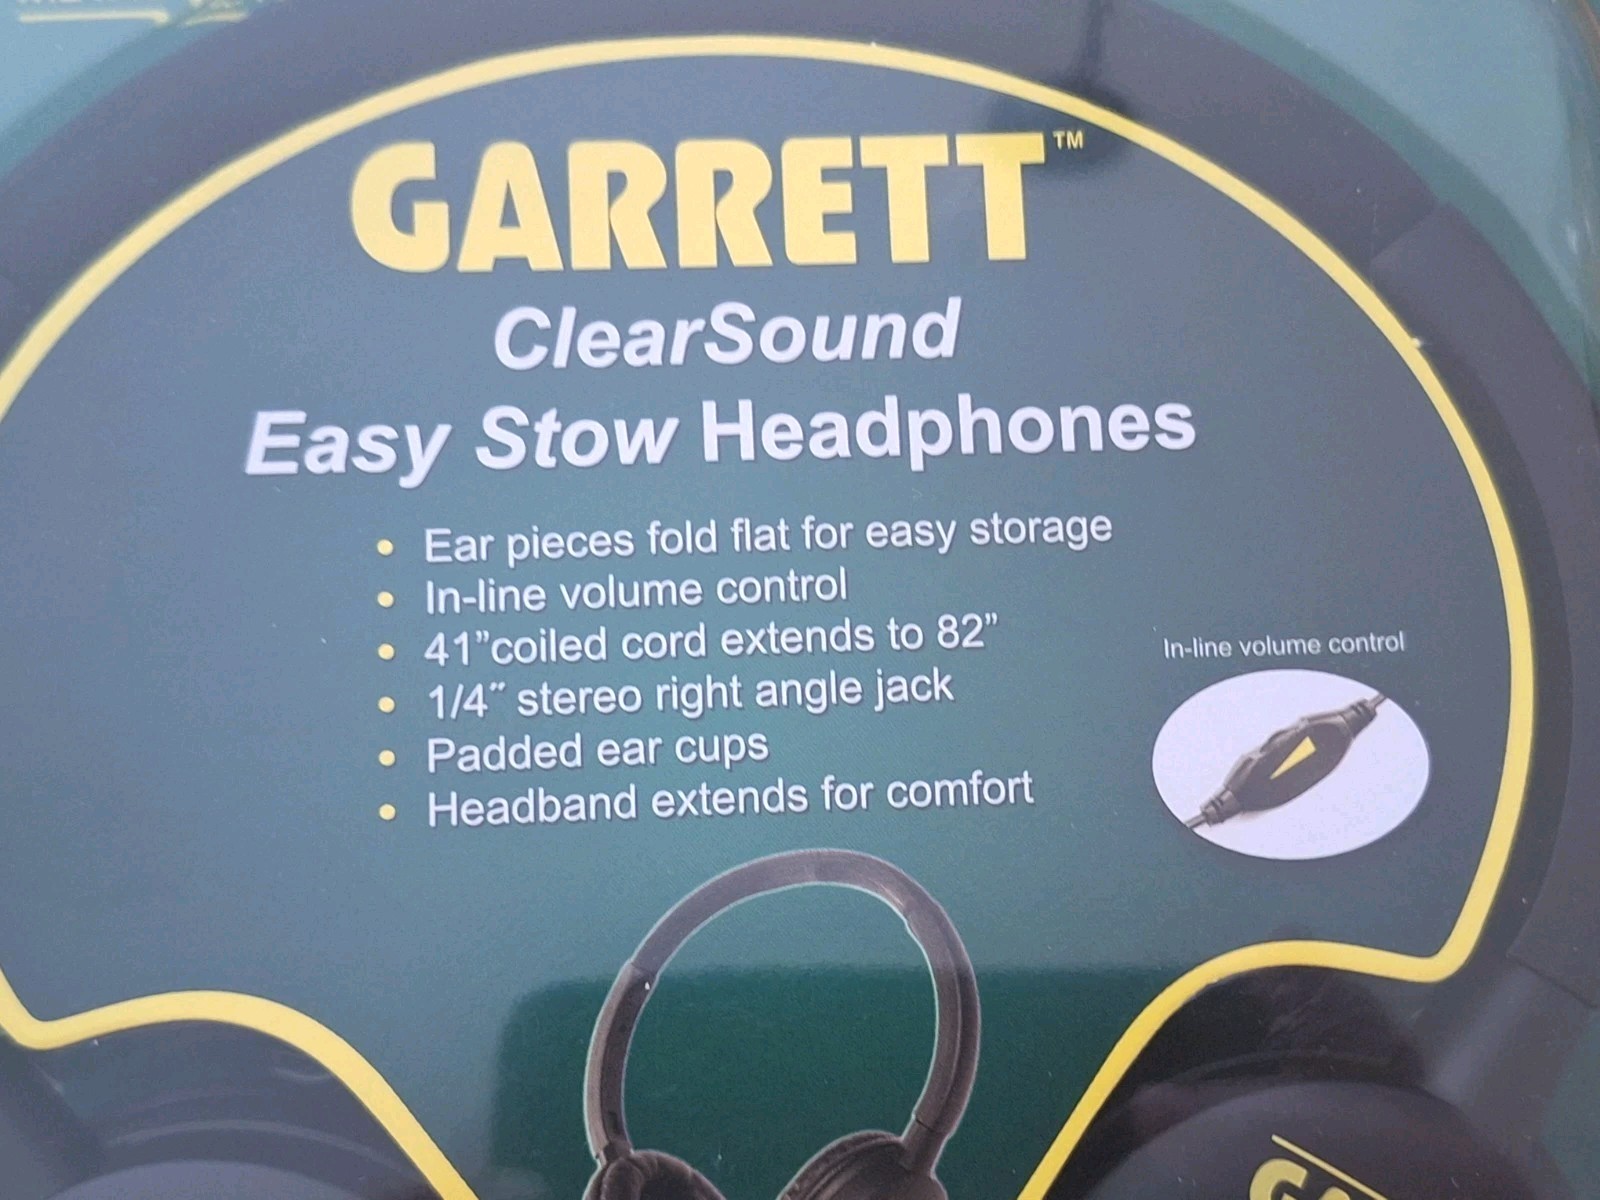 GARRETT™
ClearSound
Easy Stow Headphones
• Ear pieces fold flat for easy storage
• In-line volume control
• 41”coiled cord extends to 82”
• 1/4″ stereo right angle jack
• Padded ear cups
• Headband extends for comfort
In-line volume control